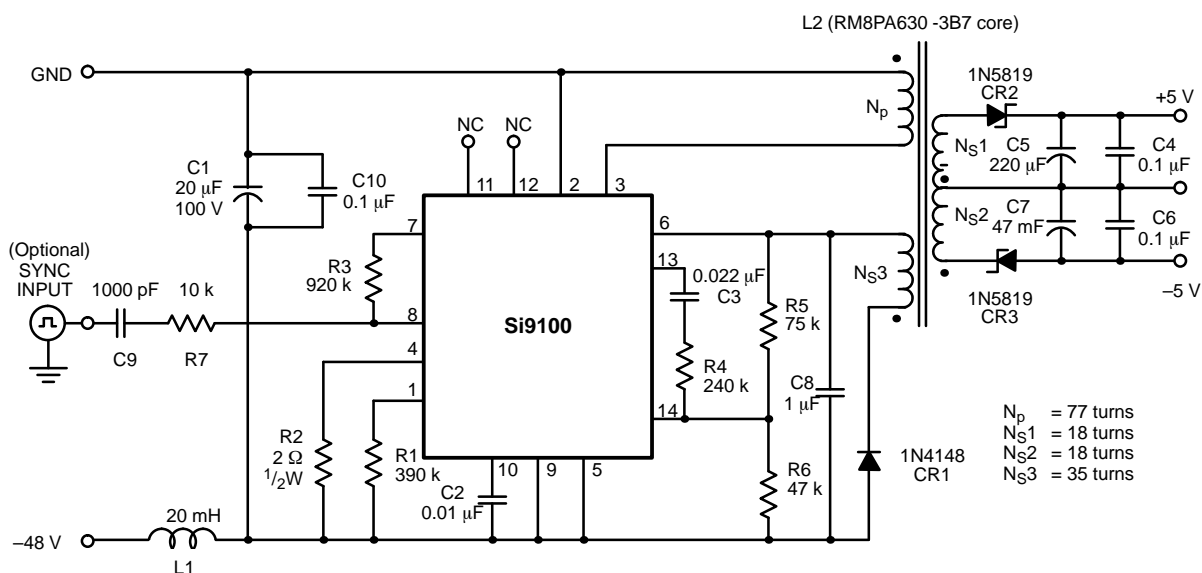 L2 (RM8PA630 -3B7 core)
GND
1N5819
CR2
+5 V
Np
NC
NC
NS1
C5
220 µF
C4
0.1 µF
C1
20 µF
100 V
C10
0.1 µF
11
12
2
3
NS2
C7
47 mF
C6
0.1 µF
7
6
(Optional)
SYNC
INPUT
R3
920 k
13
0.022 µF
C3
NS3
–5 V
1N5819
CR3
1000 pF
10 k
8
Si9100
R5
75 k
C9
R7
4
R4
240 k
C8
1 µF
1
14
Np = 77 turns
NS1 = 18 turns
NS2 = 18 turns
NS3 = 35 turns
R2
2 Ω
1/2W
R1
390 k
10
9
5
1N4148
CR1
R6
47 k
C2
0.01 µF
20 mH
–48 V
L1